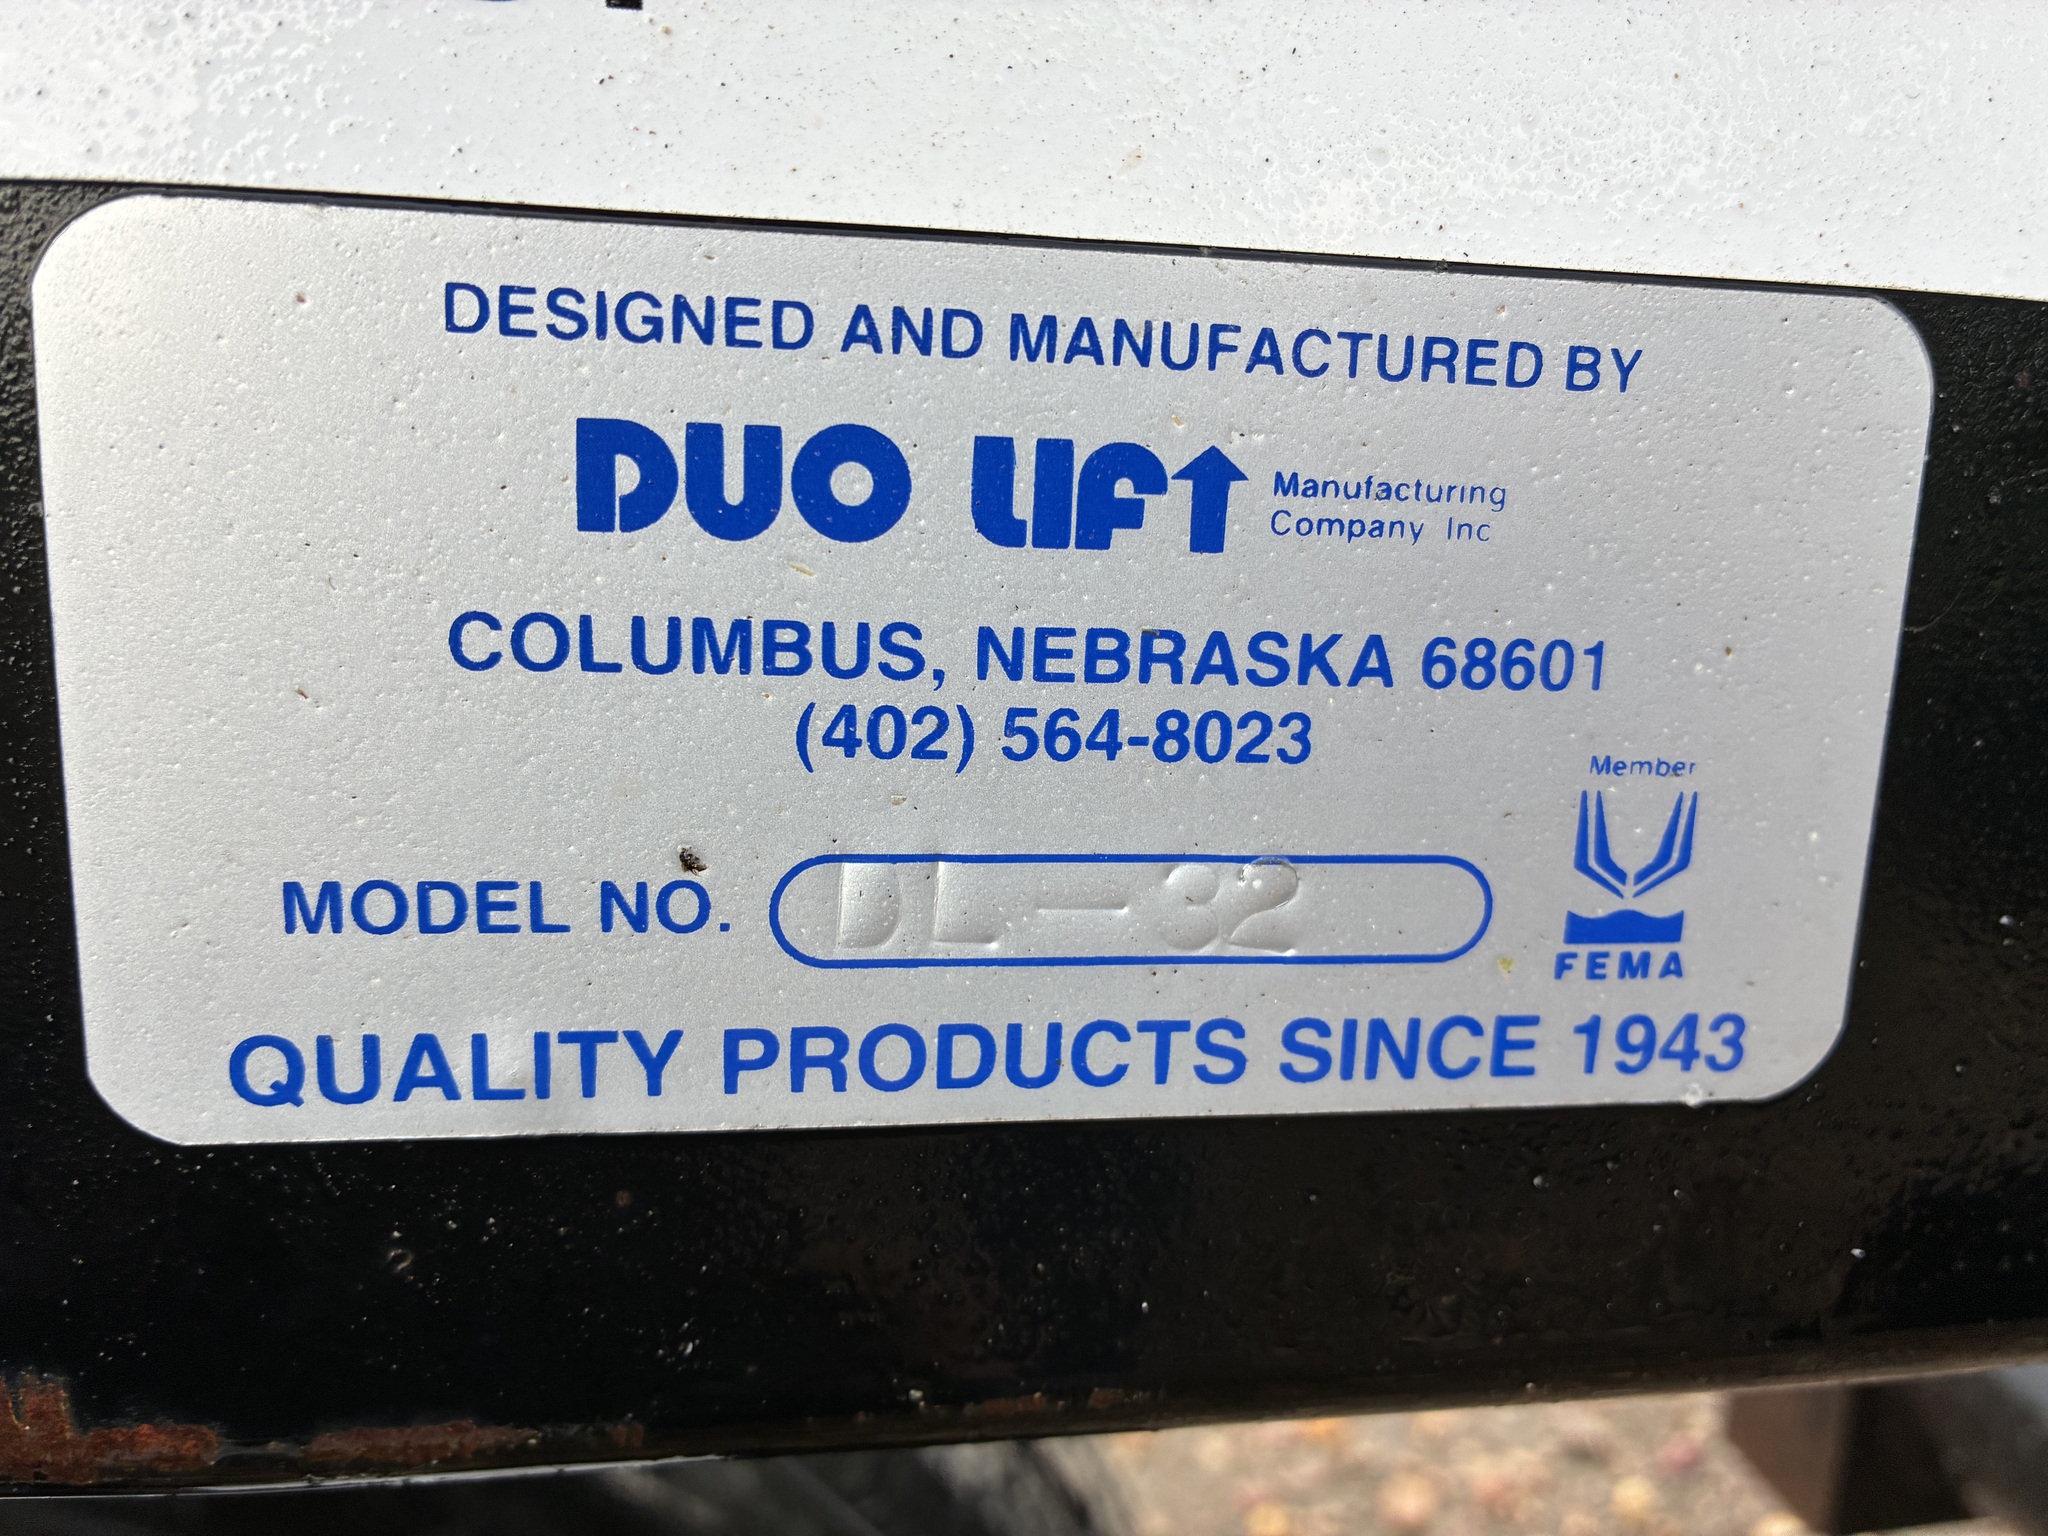 DESIGNED AND MANUFACTURED BY
DUO LIFT Manufacturing
Company Inc
COLUMBUS, NEBRASKA 68601
(402) 564-8023
Member
MODEL NO. DL-32
FEMA
QUALITY PRODUCTS SINCE 1943